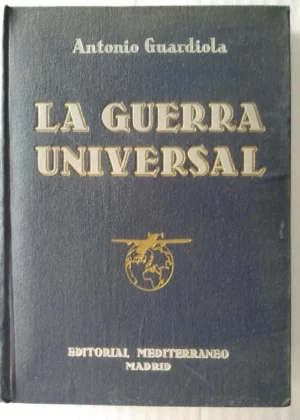 Antonio Guardiola
LA GUERRA
UNIVERSAL
EDITORIAL MEDITERRANEO
MADRID